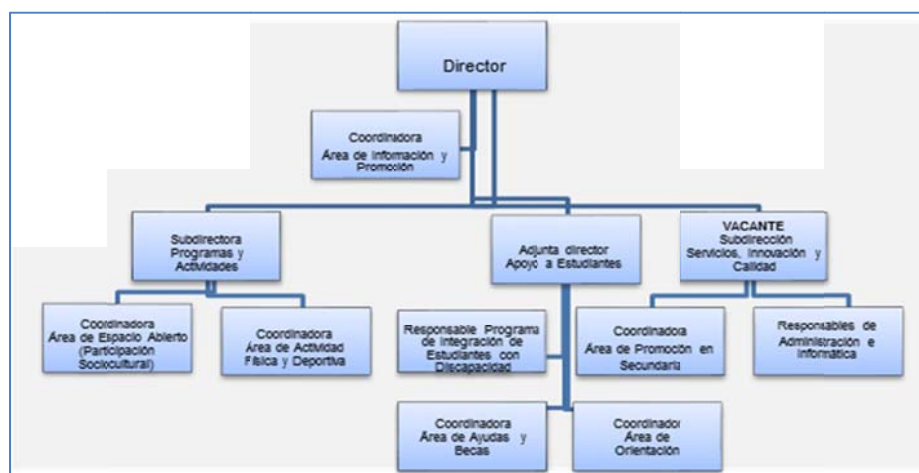 Director
Coordinadora
Área de Información y
Promoción
Subdirectora
Programas y
Actividades
Adjunta director
Apoyo a Estudiantes
VACANTE
Subdirección
Servicios, Innovación y
Calidad
Coordinadora
Área de Espacio Abierto
(Participación
Sociocultural)
Coordinadora
Área de Actividad
Física y Deportiva
Responsable Programa
de Integración de
Estudiantes con
Discapacidad
Coordinadora
Área de Promoción en
Secundaria
Responsables de
Administración e
Informática
Coordinadora
Área de Ayudas y
Becas
Coordinador
Área de
Orientación